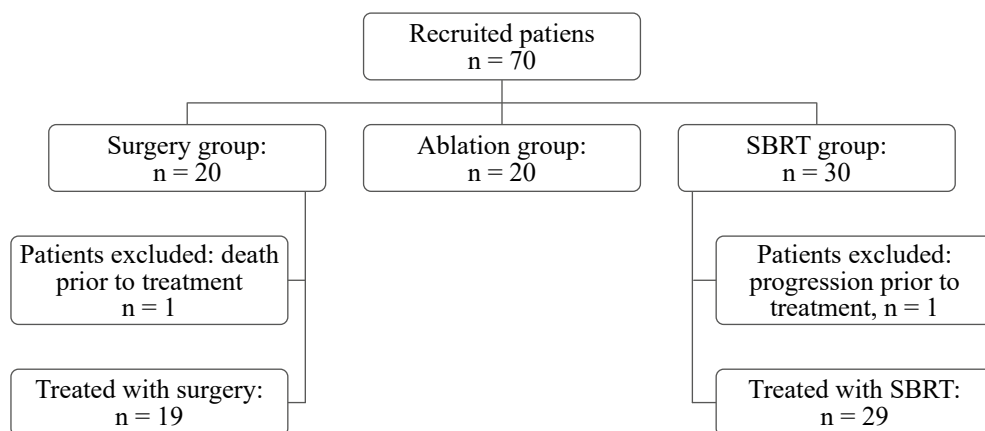 Recruited patiens
n = 70
Surgery group:
n = 20
Ablation group:
n = 20
SBRT group:
n = 30
Patients excluded: death
prior to treatment
n = 1
Patients excluded:
progression prior to
treatment, n = 1
Treated with surgery:
n = 19
Treated with SBRT:
n = 29